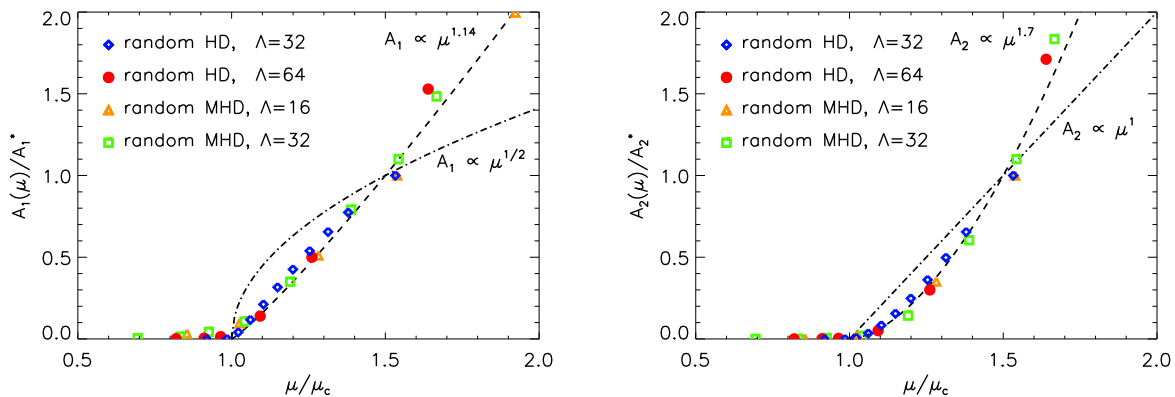 2.0
1.5
1.0
0.5
0.0
A₁(μ)/A₁*
random HD, Λ=32
random HD, Λ=64
random MHD, Λ=16
random MHD, Λ=32
A₁ ∝ μ^1.14
A₁ ∝ μ^1/2
0.5 1.0 1.5 2.0
μ/μ_c
2.0
1.5
1.0
0.5
0.0
A₂(μ)/A₂*
random HD, Λ=32
random HD, Λ=64
random MHD, Λ=16
random MHD, Λ=32
A₂ ∝ μ^1.7
A₂ ∝ μ^1
0.5 1.0 1.5 2.0
μ/μ_c